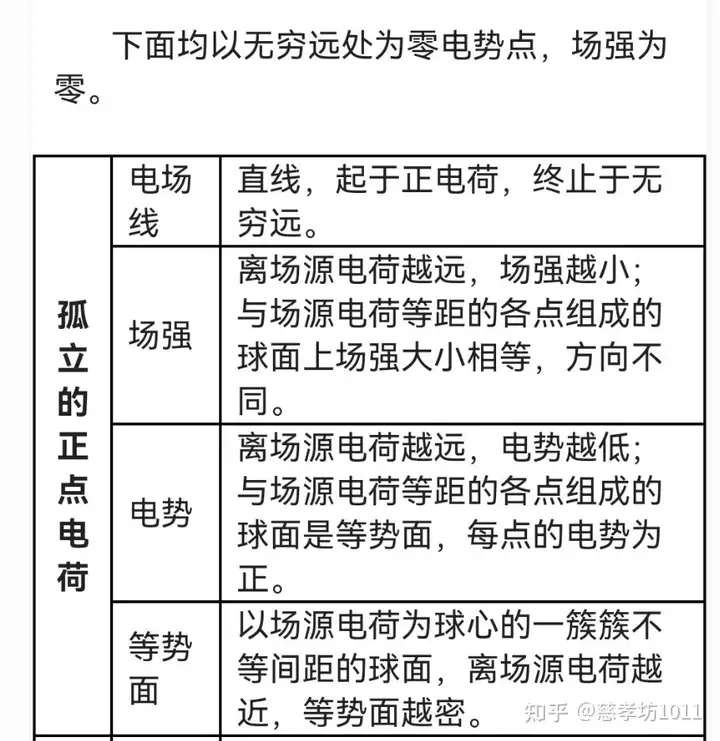 下面均以无穷远处为零电势点，场强为
零。
孤立的正点电荷
电场
线
直线，起于正电荷，终止于无
穷远。
场强
离场源电荷越远，场强越小；
与场源电荷等距的各点组成的
球面上场强大小相等，方向不
同。
电势
离场源电荷越远，电势越低；
与场源电荷等距的各点组成的
球面是等势面，每点的电势为
正。
等势
面
以场源电荷为球心的一簇簇不
等间距的球面，离场源电荷越
近，等势面越密。
知乎 @慈孝坊1011